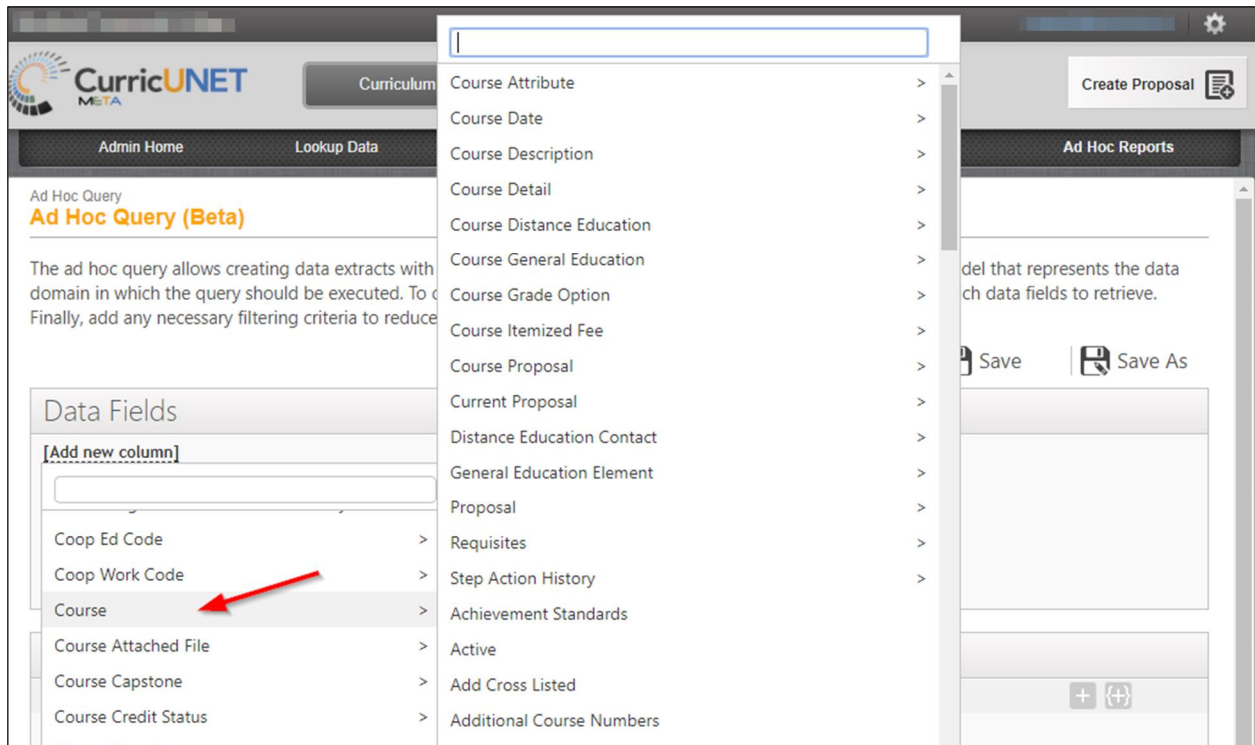 CurricUNET
META
Curriculum
Create Proposal
Admin Home
Lookup Data
Ad Hoc Reports
Ad Hoc Query
Ad Hoc Query (Beta)
The ad hoc query allows creating data extracts with
del that represents the data
domain in which the query should be executed. To
ch data fields to retrieve.
Finally, add any necessary filtering criteria to reduce
Save
Save As
Data Fields
[Add new column]
Coop Ed Code >
Coop Work Code >
Course >
Course Attached File >
Course Capstone >
Course Credit Status >
Course Attribute >
Course Date >
Course Description >
Course Detail >
Course Distance Education >
Course General Education >
Course Grade Option >
Course Itemized Fee >
Course Proposal >
Current Proposal >
Distance Education Contact >
General Education Element >
Proposal >
Requisites >
Step Action History >
Achievement Standards
Active
Add Cross Listed
Additional Course Numbers